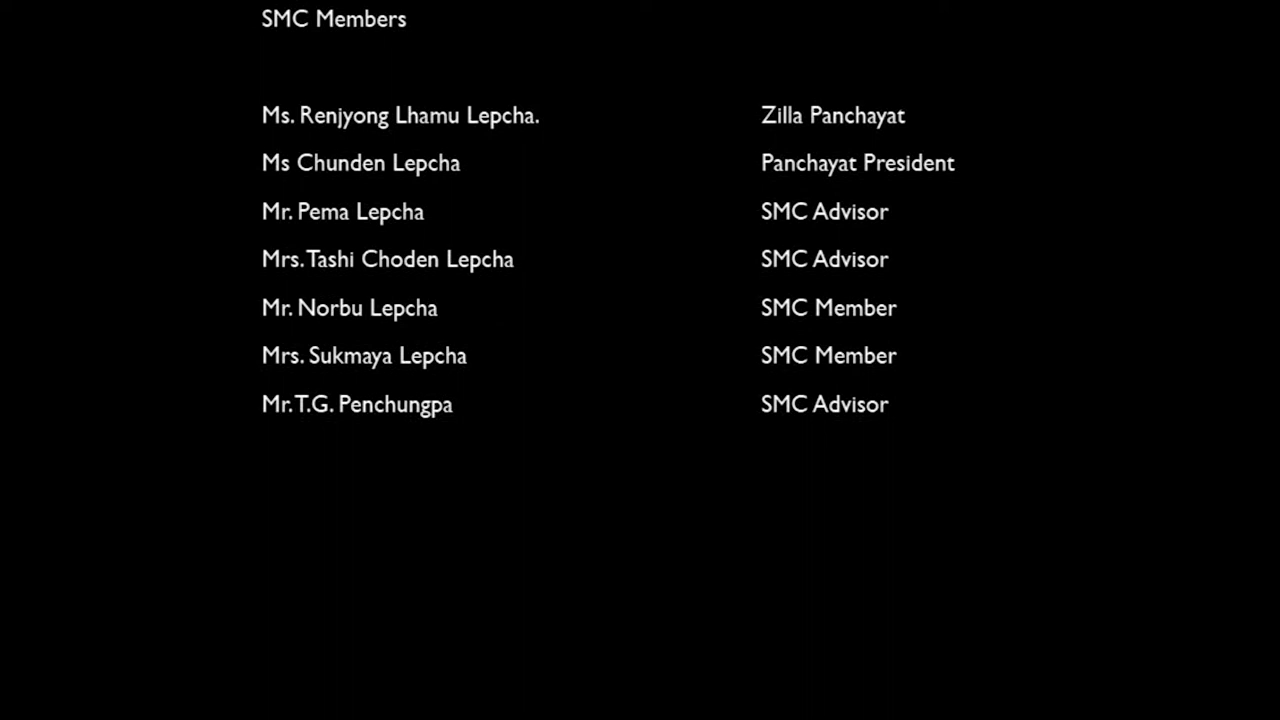 SMC Members
Ms. Renjyong Lhamu Lepcha. Zilla Panchayat
Ms Chunden Lepcha Panchayat President
Mr. Pema Lepcha SMC Advisor
Mrs. Tashi Choden Lepcha SMC Advisor
Mr. Norbu Lepcha SMC Member
Mrs. Sukmaya Lepcha SMC Member
Mr. T.G. Penchungpa SMC Advisor